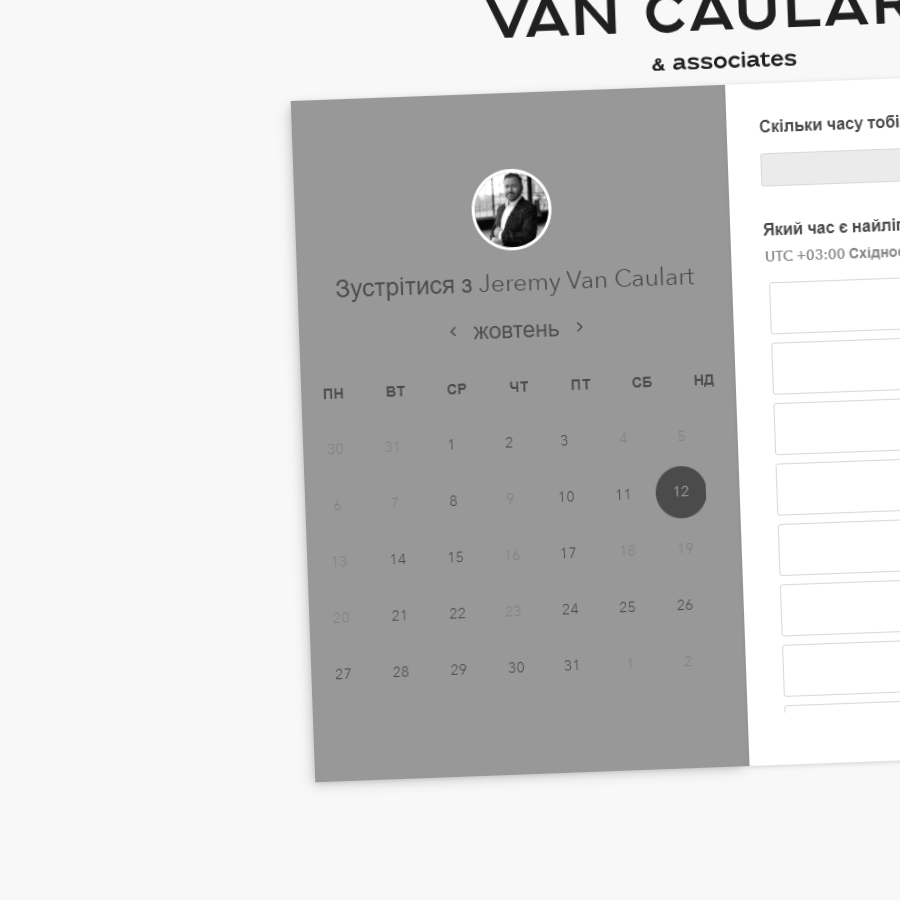 VAN CAULAR
& associates
Зустрітися з Jeremy Van Caulart
‹ жовтень ›
ПН ВТ СР ЧТ ПТ СБ НД
30 31 1 2 3 4 5
6 7 8 9 10 11 12
13 14 15 16 17 18 19
20 21 22 23 24 25 26
27 28 29 30 31 1 2
Скільки часу тобі
Який час є найліп
UTC +03:00 Східноє